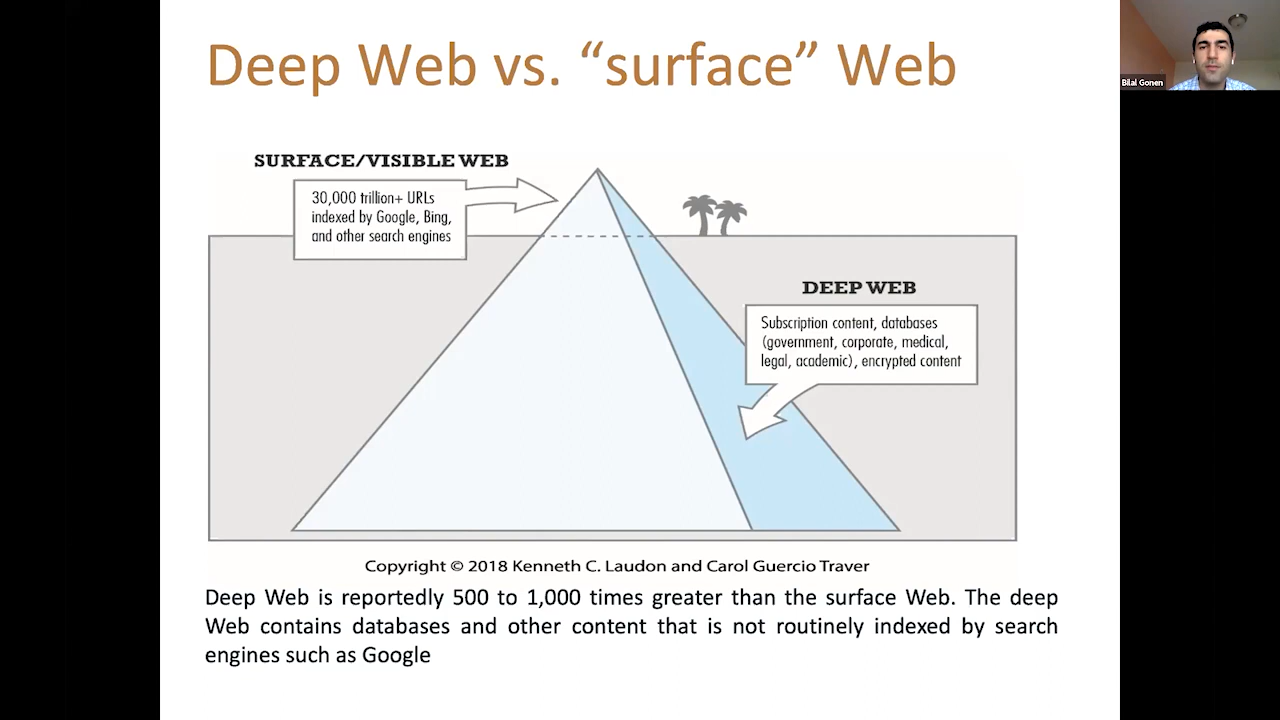 Deep Web vs. “surface” Web
Bilal Gonen
SURFACE/VISIBLE WEB
30,000 trillion+ URLs
indexed by Google, Bing,
and other search engines
DEEP WEB
Subscription content, databases
(government, corporate, medical,
legal, academic), encrypted content
Copyright © 2018 Kenneth C. Laudon and Carol Guercio Traver
Deep Web is reportedly 500 to 1,000 times greater than the surface Web. The deep
Web contains databases and other content that is not routinely indexed by search
engines such as Google